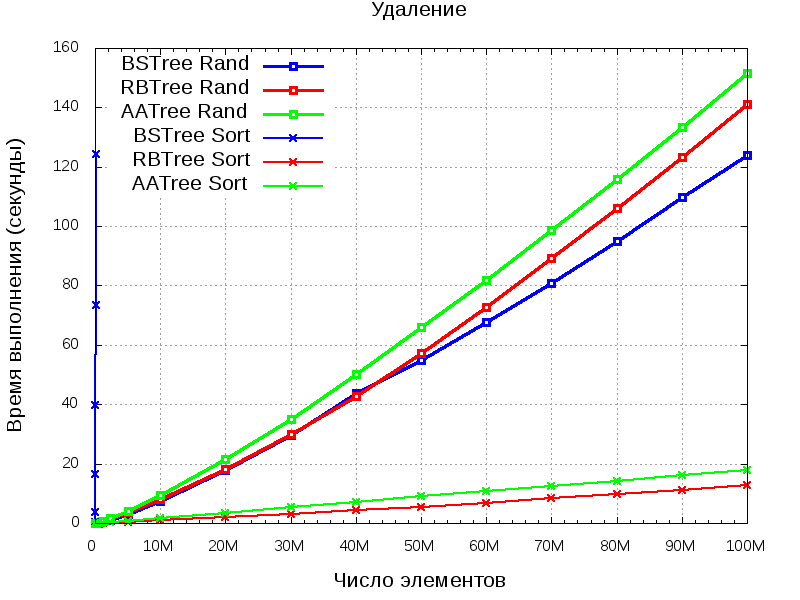 Удаление
Время выполнения (секунды)
160
140
120
100
80
60
40
20
0
BSTree Rand
RBTree Rand
AATree Rand
BSTree Sort
RBTree Sort
AATree Sort
0 10M 20M 30M 40M 50M 60M 70M 80M 90M 100M
Число элементов